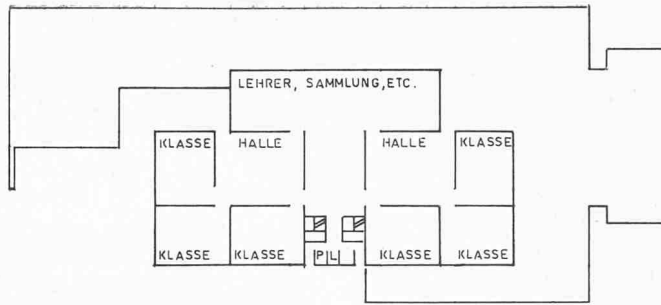 LEHRER, SAMMLUNG, ETC.
KLASSE HALLE HALLE KLASSE
KLASSE KLASSE P L KLASSE KLASSE